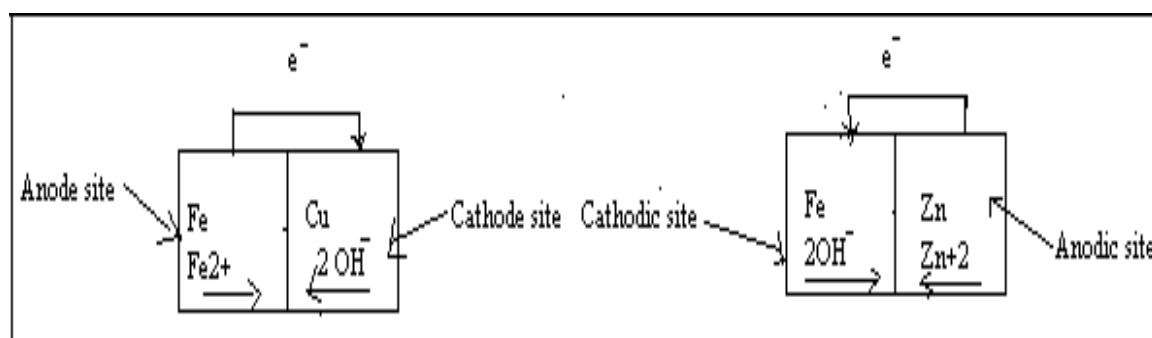 e⁻ e⁻
Anode site Fe Cu Cathode site Cathodic site Fe Zn Anodic site
Fe2+ 2 OH⁻ 2OH⁻ Zn+2